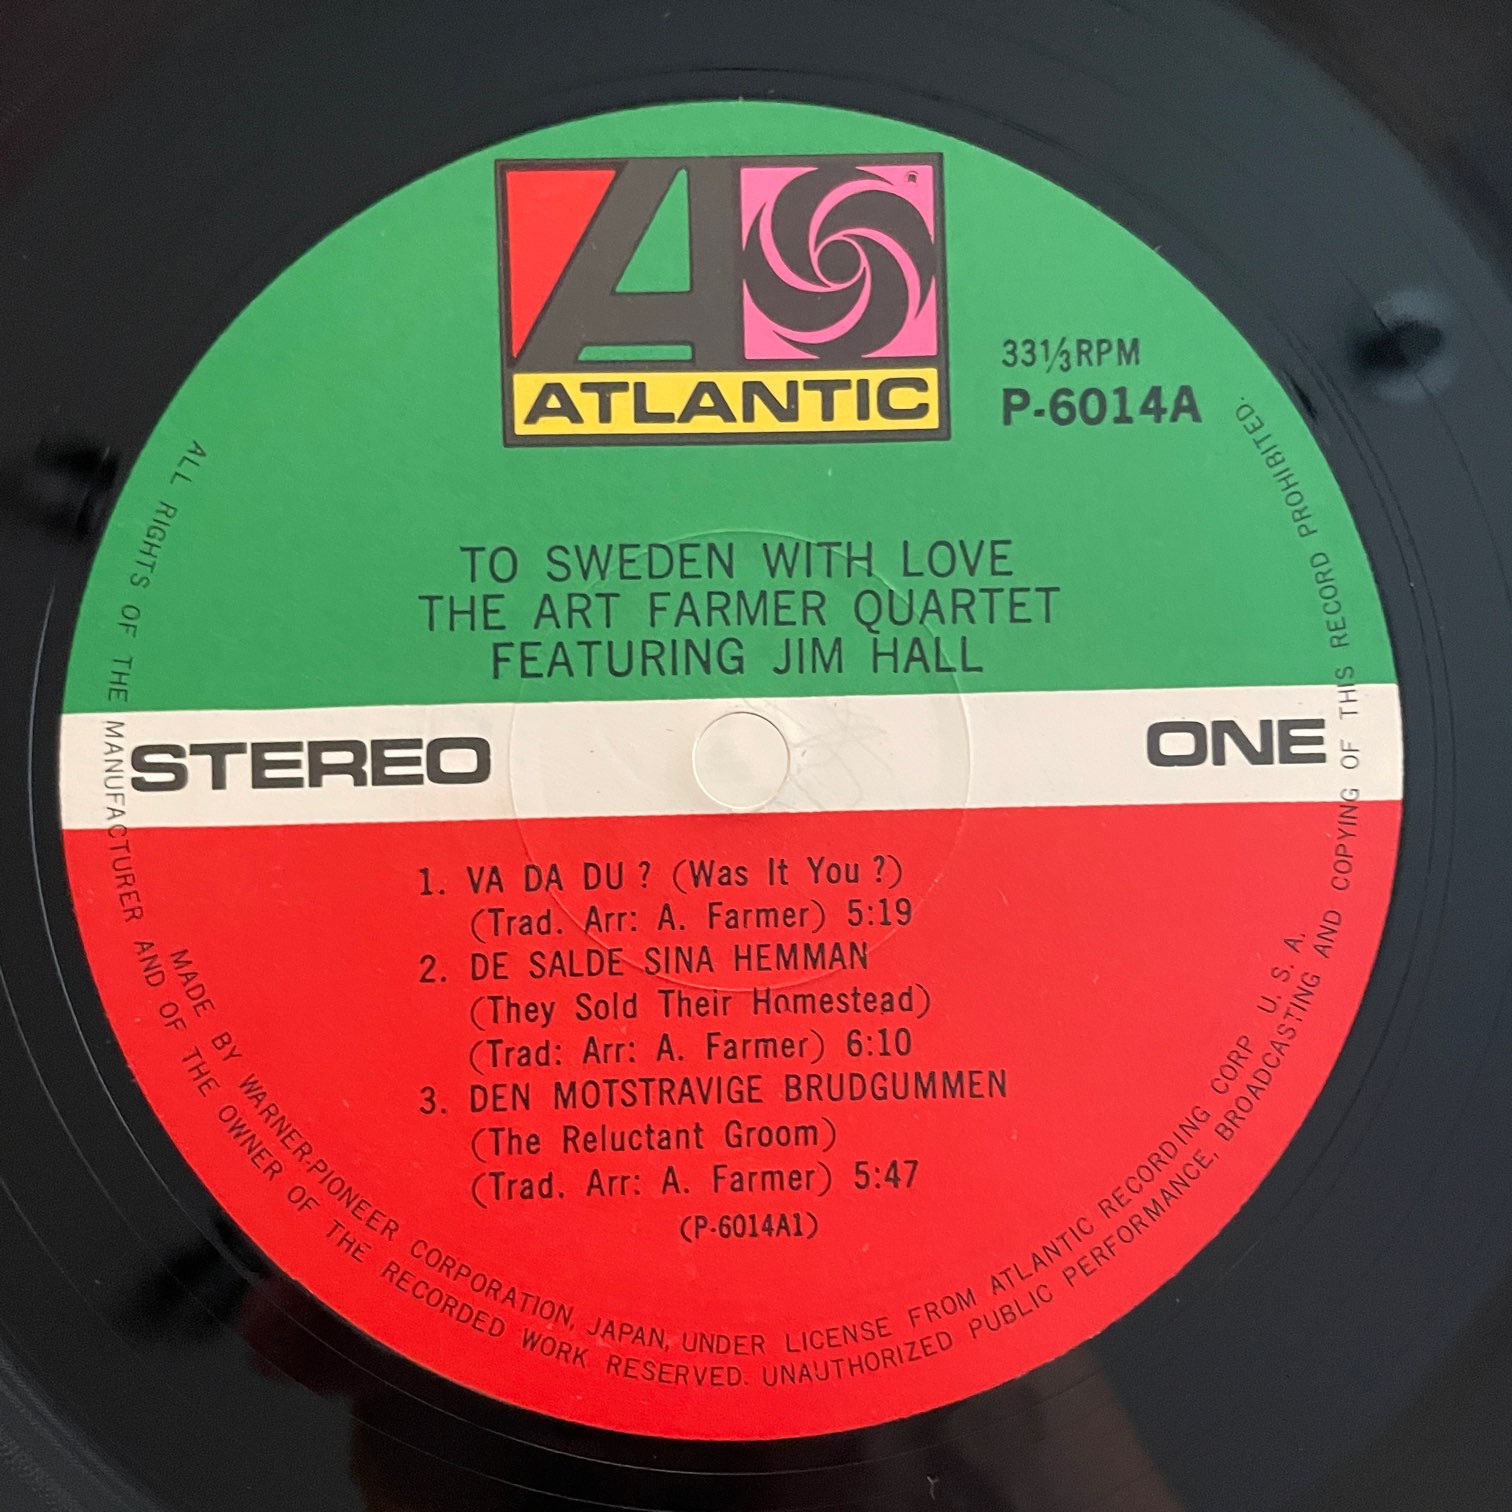 ATLANTIC
33⅓RPM
P-6014A
TO SWEDEN WITH LOVE
THE ART FARMER QUARTET
FEATURING JIM HALL
STEREO
ONE
1. VA DA DU ? (Was It You ?)
(Trad. Arr: A. Farmer) 5:19
2. DE SALDE SINA HEMMAN
(They Sold Their Homestead)
(Trad: Arr: A. Farmer) 6:10
3. DEN MOTSTRAVIGE BRUDGUMMEN
(The Reluctant Groom)
(Trad. Arr: A. Farmer) 5:47
(P-6014A1)
MADE BY WARNER-PIONEER CORPORATION, JAPAN, UNDER LICENSE FROM ATLANTIC RECORDING CORP U. S. A.
ALL RIGHTS OF THE MANUFACTURER AND OF THE OWNER OF THE RECORDED WORK RESERVED. UNAUTHORIZED PUBLIC PERFORMANCE, BROADCASTING AND COPYING OF THIS RECORD PROHIBITED.